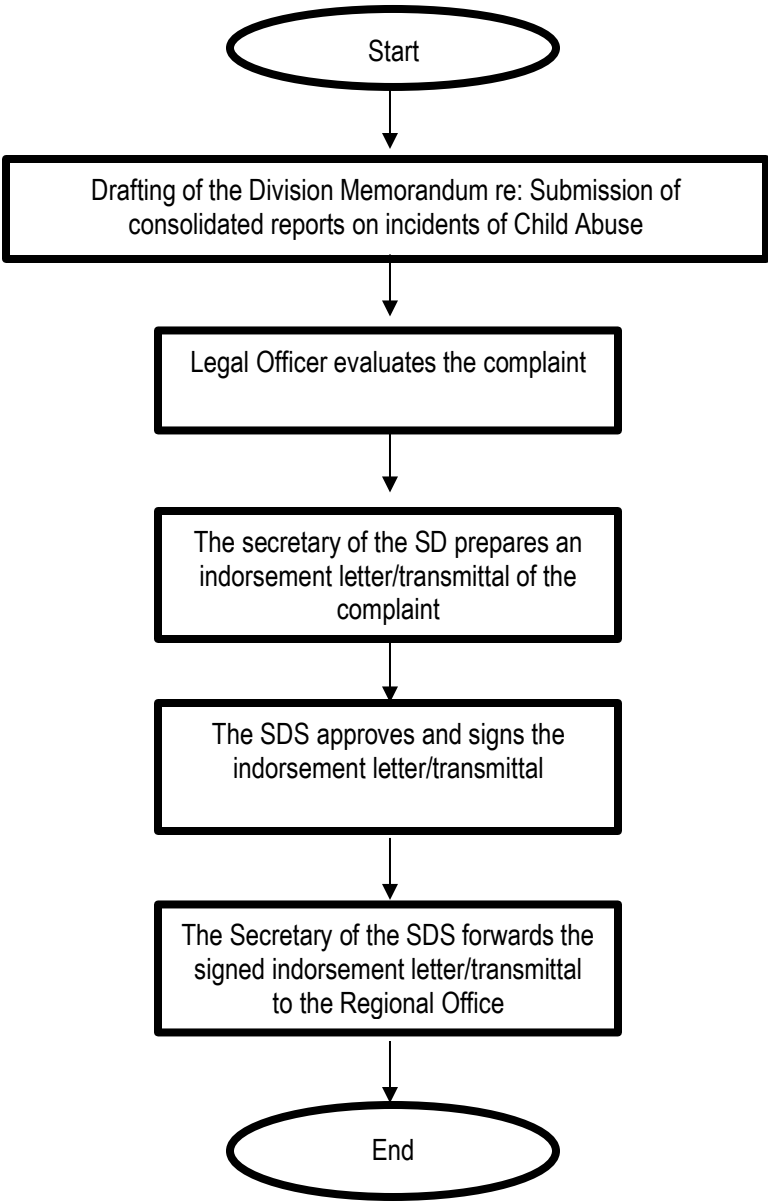 Start
Drafting of the Division Memorandum re: Submission of
consolidated reports on incidents of Child Abuse
Legal Officer evaluates the complaint
The secretary of the SD prepares an
indorsement letter/transmittal of the
complaint
The SDS approves and signs the
indorsement letter/transmittal
The Secretary of the SDS forwards the
signed indorsement letter/transmittal
to the Regional Office
End